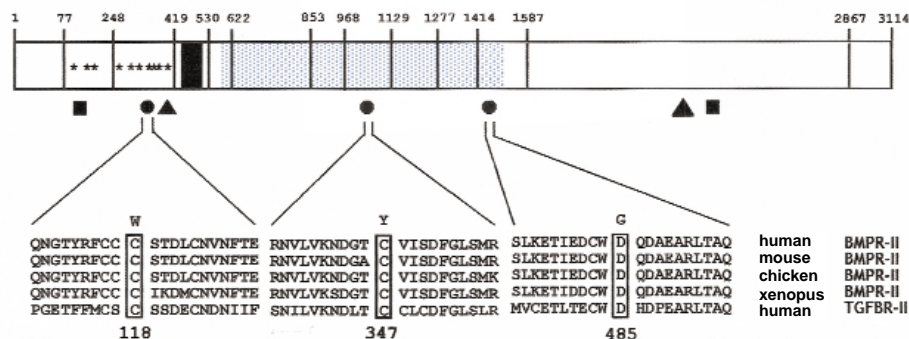 1 77 248 419 530 622 853 968 1129 1277 1414 1587 2867 3114
* ** * ** **** *
W Y G
QNGTYRFCC C STDLCNVNFTE RNVLVKNDGT C VISDFGLSMR SLKETIEDCW D QDAEARLTAQ human BMPR-II
QNGTYRFCC C STDLCNVNFTE RNVLVKNDGA C VISDFGLSMR SLKETIEDCW D QDAEARLTAQ mouse BMPR-II
QNGTYRFCC C STDLCNVNFTE RNVLVKNDGT C VISDFGLSMK SLKETIEDCW D QDAEARLTAQ chicken BMPR-II
QNGTYRFCC C IKDMCNVNFTE RNVLVKSDGT C VISDFGLSMR SLKETIDDCW D QDAEARLTAQ xenopus BMPR-II
PGETFFMCS C SSDECNDNIIF SNILVKNDLT C CLCDFGLSLR MVCETLTECW D HDPEARLTAQ human TGFBR-II
118 347 485